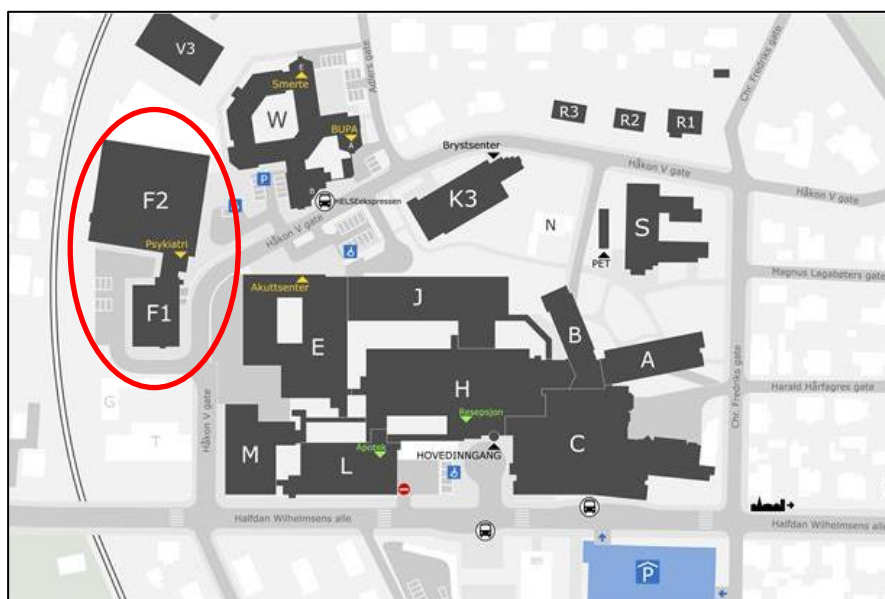 V3
E
Smerte
W
Adlers gate
Chr. Fredriks gate
BUPA
A
R3
R2
R1
Brystsenter
Håkon V gate
Håkon V gate
F2
P
B
HELSEekspressen
K3
Håkon V gate
N
S
PET
Psykiatri
Magnus Lagabøters gate
Akuttsenter
J
F1
E
B
A
Chr. Fredriks gate
H
Harald Hårfagres gate
G
Håkon V gate
Resepsjon
T
M
L
Apotek
HOVEDINNGANG
C
Halfdan Wilhelmsens alle
Halfdan Wilhelmsens alle
P